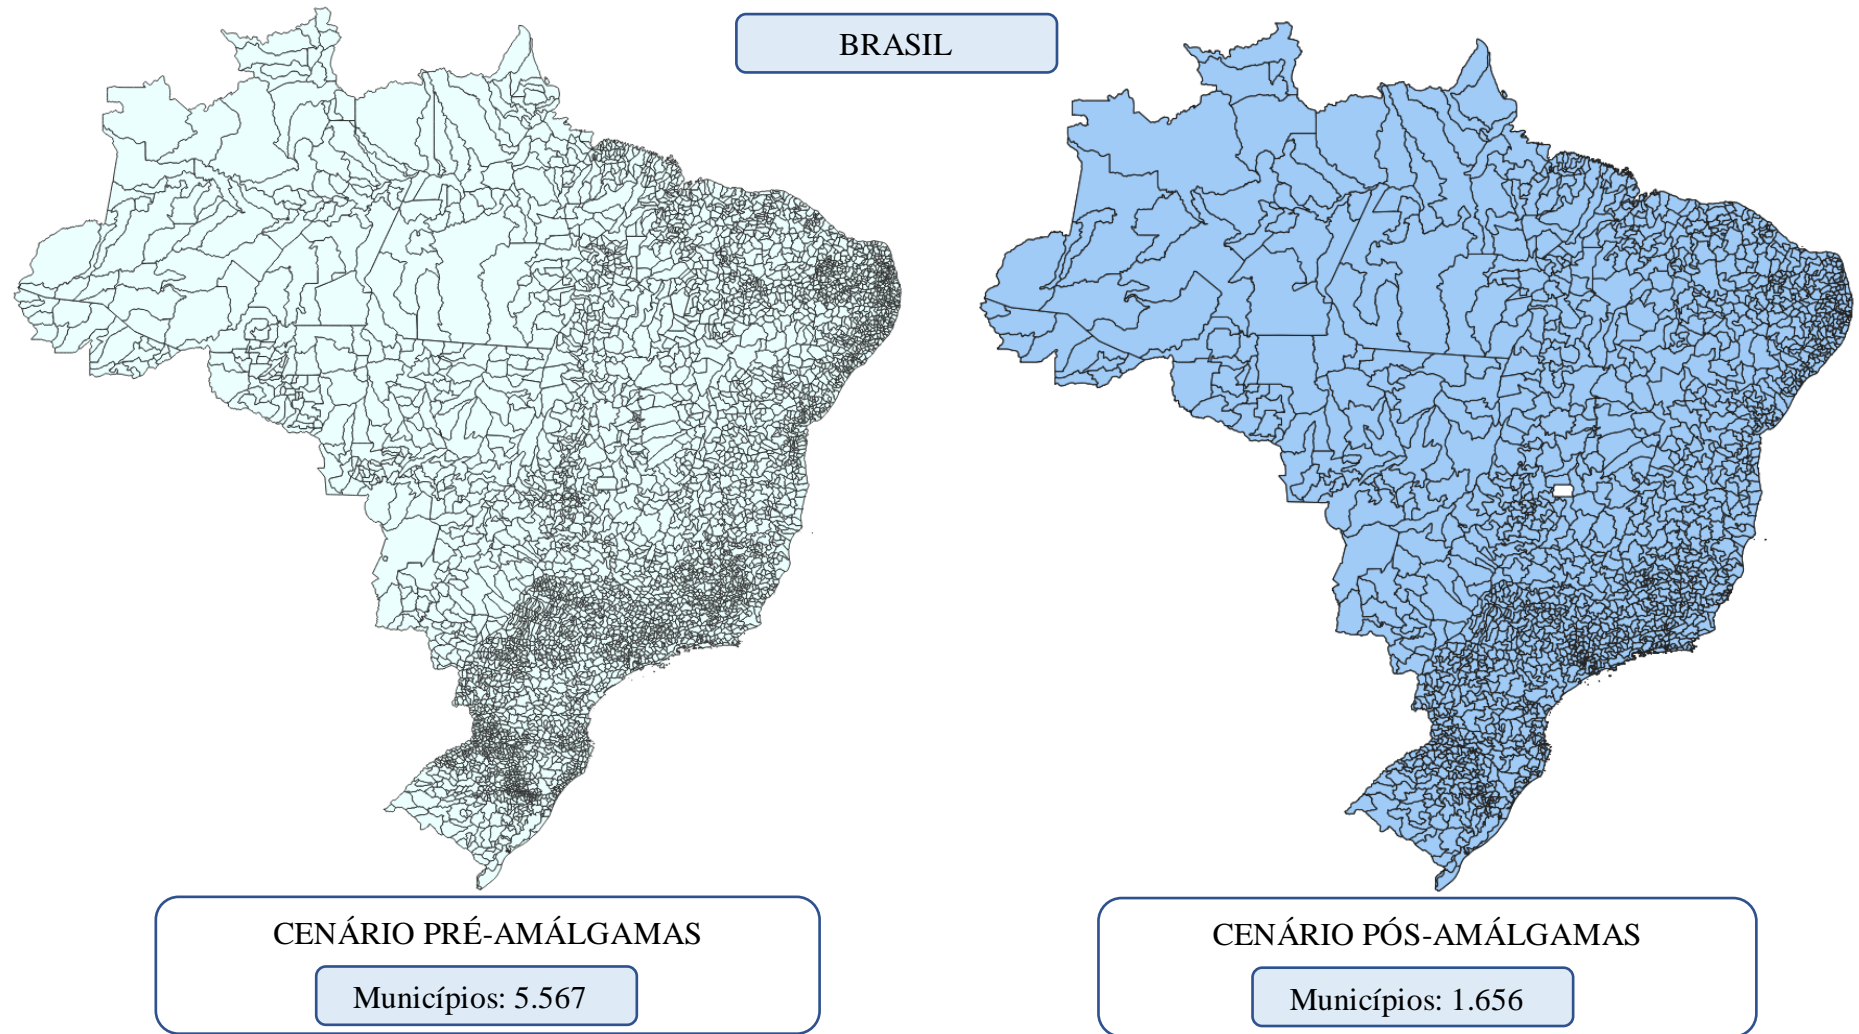 BRASIL
CENÁRIO PRÉ-AMÁLGAMAS
Municípios: 5.567
CENÁRIO PÓS-AMÁLGAMAS
Municípios: 1.656